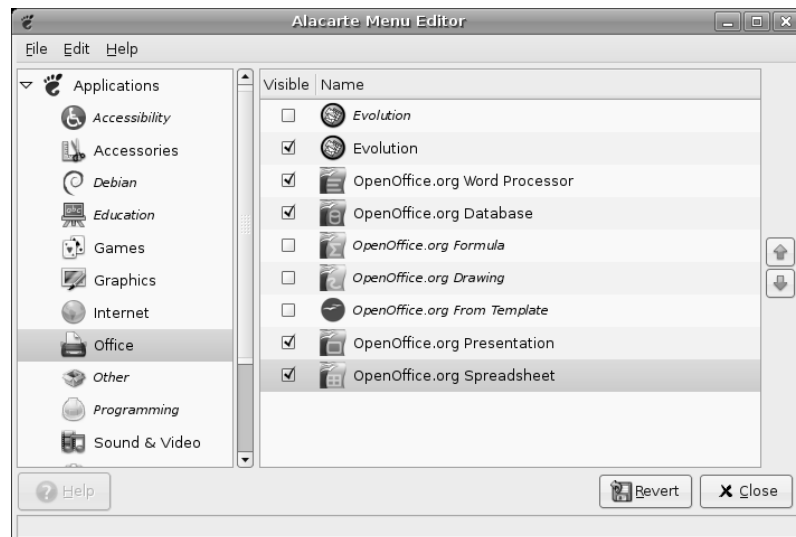 Alacarte Menu Editor
File Edit Help
Applications
Accessibility
Accessories
Debian
Education
Games
Graphics
Internet
Office
Other
Programming
Sound & Video
Visible Name
Evolution
Evolution
OpenOffice.org Word Processor
OpenOffice.org Database
OpenOffice.org Formula
OpenOffice.org Drawing
OpenOffice.org From Template
OpenOffice.org Presentation
OpenOffice.org Spreadsheet
Help
Revert
Close